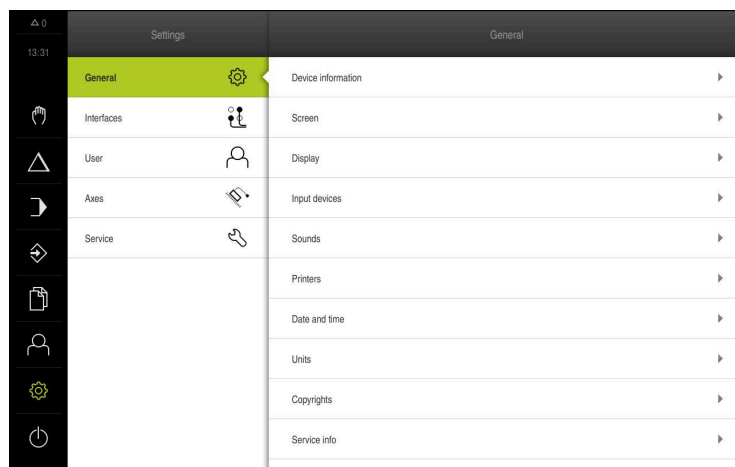 0
13:31
Settings
General
General
Interfaces
User
Axes
Service
Device information
Screen
Display
Input devices
Sounds
Printers
Date and time
Units
Copyrights
Service info